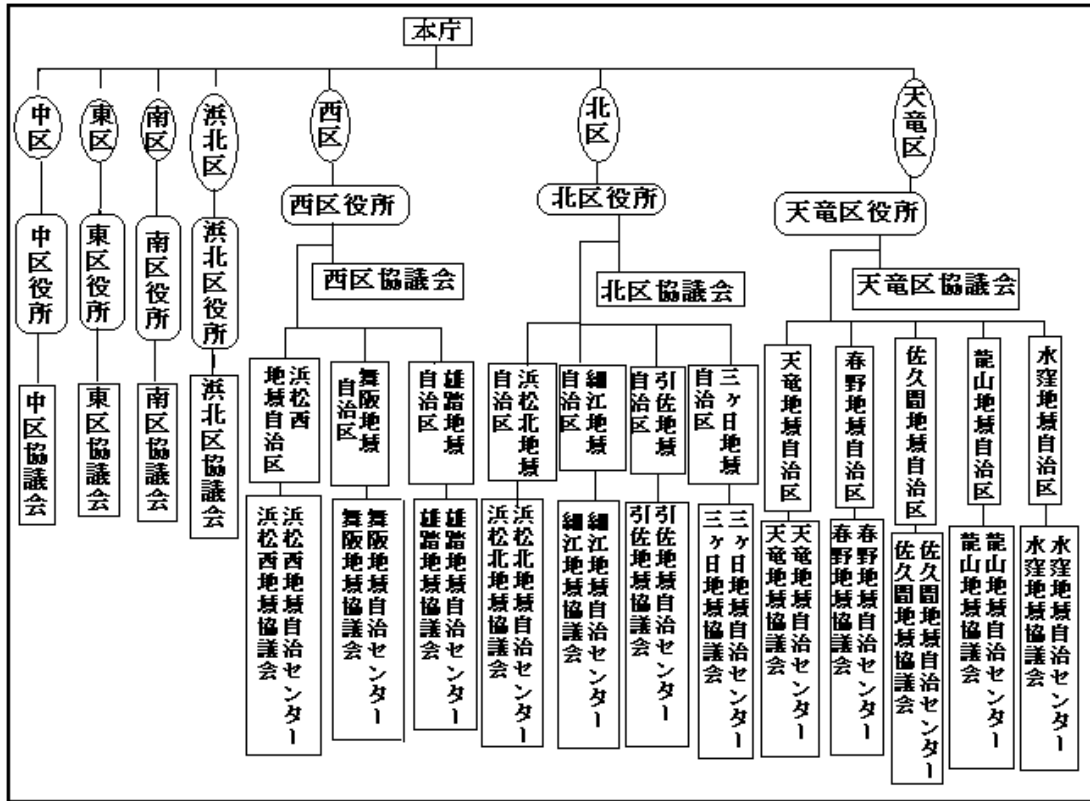 本庁
中区
東区
南区
浜北区
西区
北区
天竜区
中区役所
東区役所
南区役所
浜北区役所
西区役所
北区役所
天竜区役所
中区協議会
東区協議会
南区協議会
浜北区協議会
西区協議会
北区協議会
天竜区協議会
浜松西
地域自治区
舞阪地域
自治区
雄踏地域
自治区
浜松北地域
自治区
細江地域
自治区
引佐地域
自治区
三ヶ日地域
自治区
天竜地域自治区
春野地域自治区
佐久間地域自治区
龍山地域自治区
水窪地域自治区
浜松西地域自治センター
浜松西地域協議会
舞阪地域自治センター
舞阪地域協議会
雄踏地域自治センター
雄踏地域協議会
浜松北地域自治センター
浜松北地域協議会
細江地域自治センター
細江地域協議会
引佐地域自治センター
引佐地域協議会
三ヶ日地域自治センター
三ヶ日地域協議会
天竜地域自治センター
天竜地域協議会
春野地域自治センター
春野地域協議会
佐久間地域自治センター
佐久間地域協議会
龍山地域自治センター
龍山地域協議会
水窪地域自治センター
水窪地域協議会